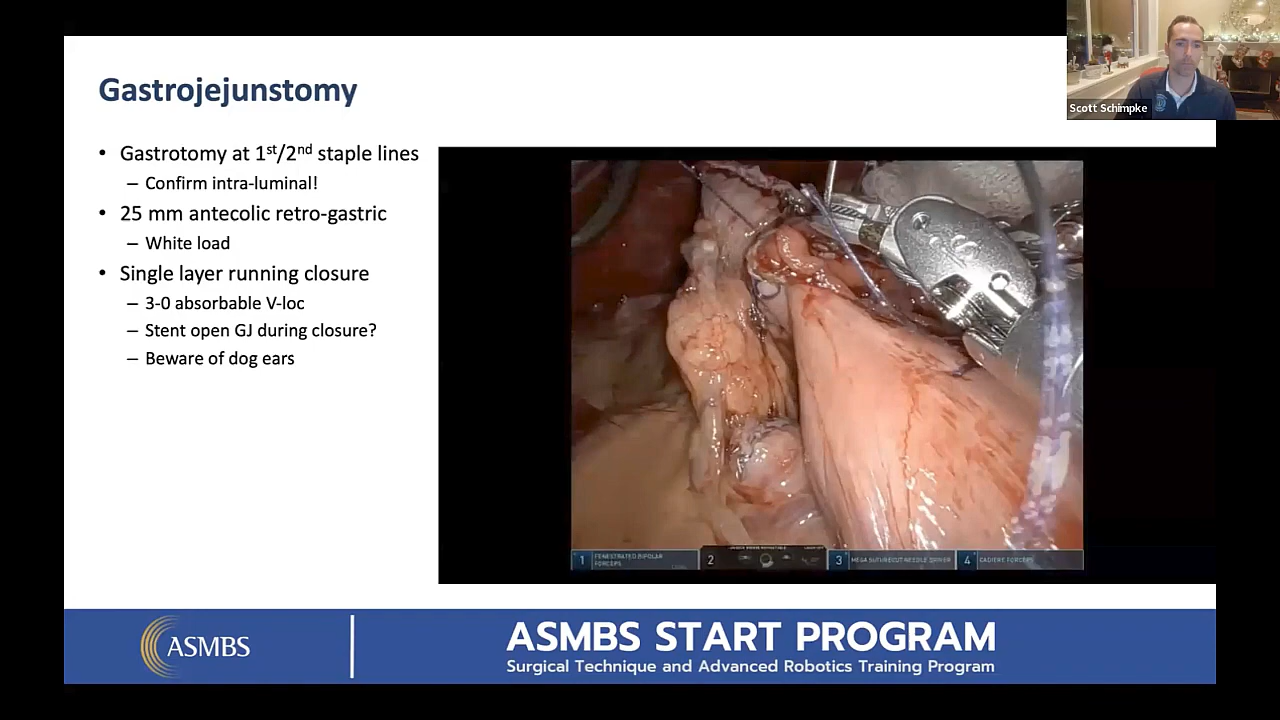 Scott Schimpke
Gastrojejunstomy
• Gastrotomy at 1st/2nd staple lines
– Confirm intra-luminal!
• 25 mm antecolic retro-gastric
– White load
• Single layer running closure
– 3-0 absorbable V-loc
– Stent open GJ during closure?
– Beware of dog ears
1 FENESTRATED BIPOLAR
FORCEPS
2
3 MEGA SUTURECUT NEEDLE DRIVER
4 CADIERE FORCEPS
ASMBS
ASMBS START PROGRAM
Surgical Technique and Advanced Robotics Training Program